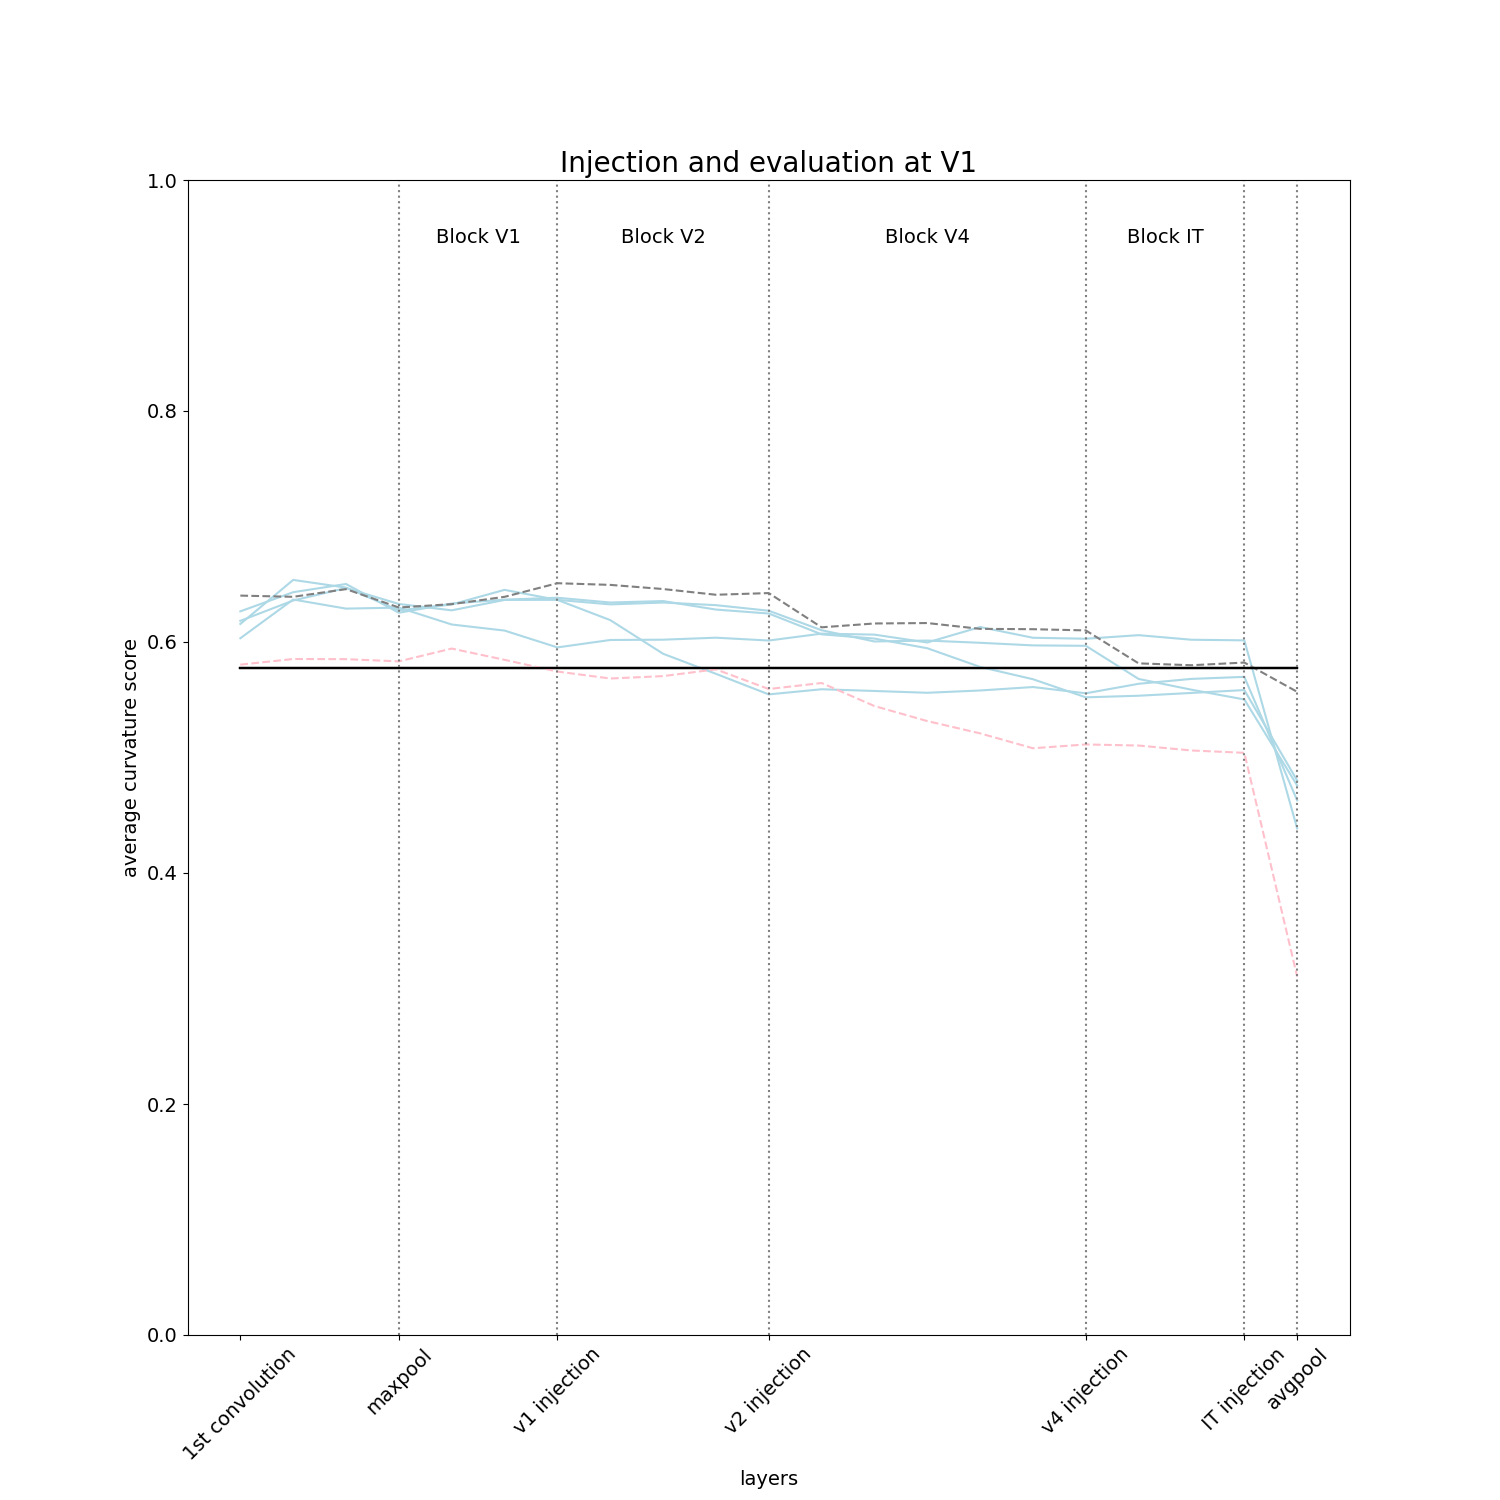 Injection and evaluation at V1
1.0
Block V1
Block V2
Block V4
Block IT
0.8
0.6
average curvature score
0.4
0.2
0.0
1st convolution
maxpool
v1 injection
v2 injection
v4 injection
IT injection
avgpool
layers